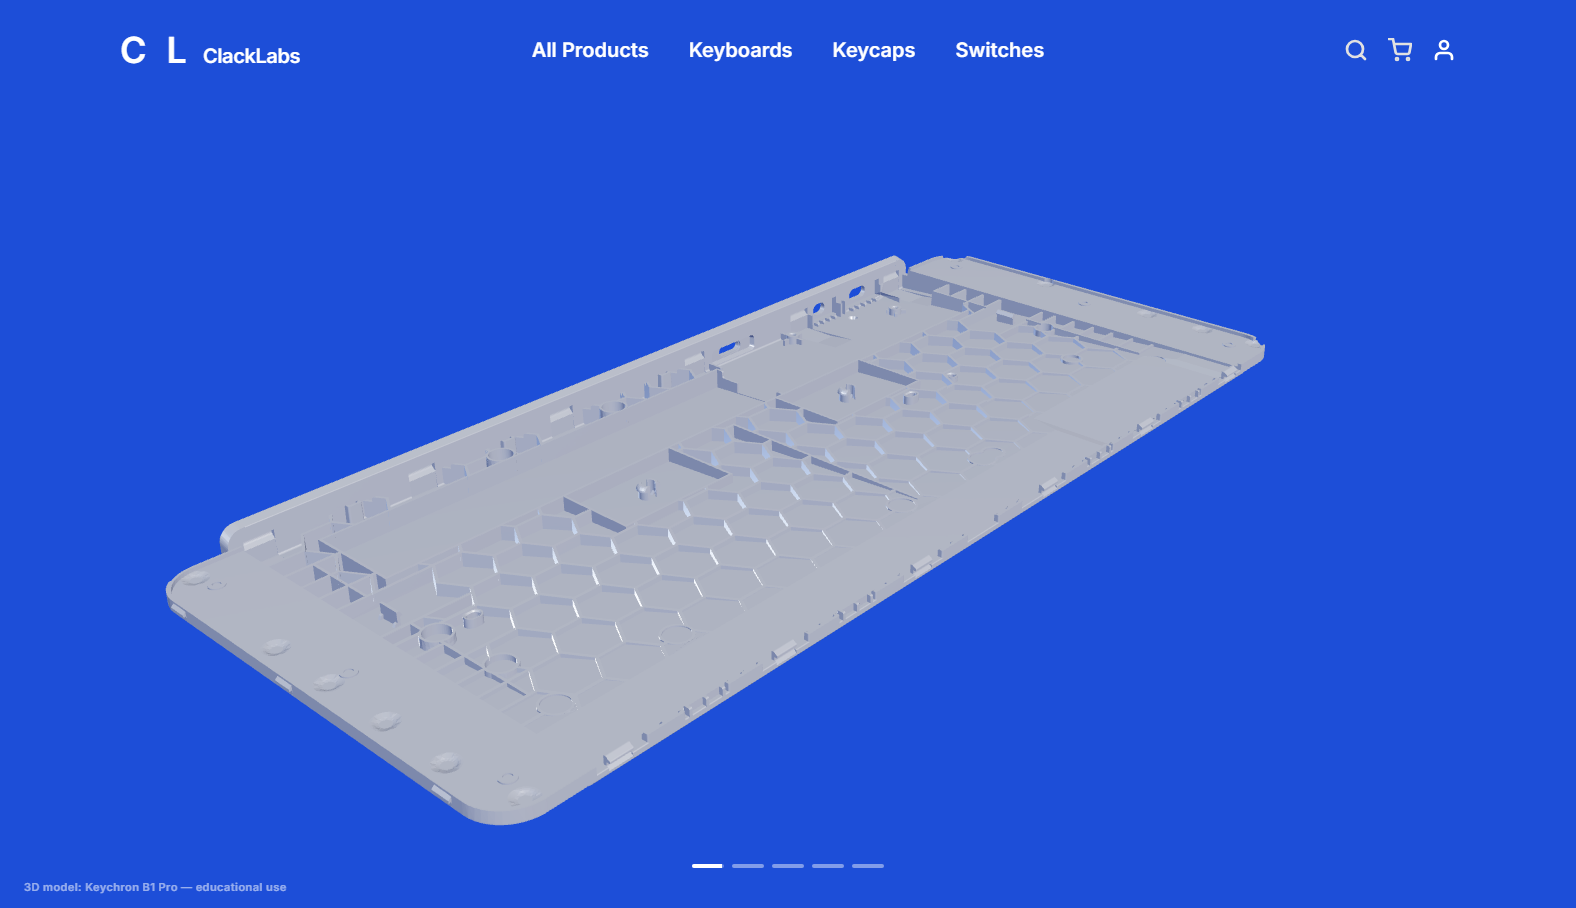 C L ClackLabs
All Products Keyboards Keycaps Switches
3D model: Keychron B1 Pro — educational use